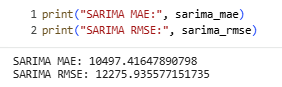 1 print("SARIMA MAE:", sarima_mae)
2 print("SARIMA RMSE:", sarima_rmse)
SARIMA MAE: 10497.41647890798
SARIMA RMSE: 12275.935577151735